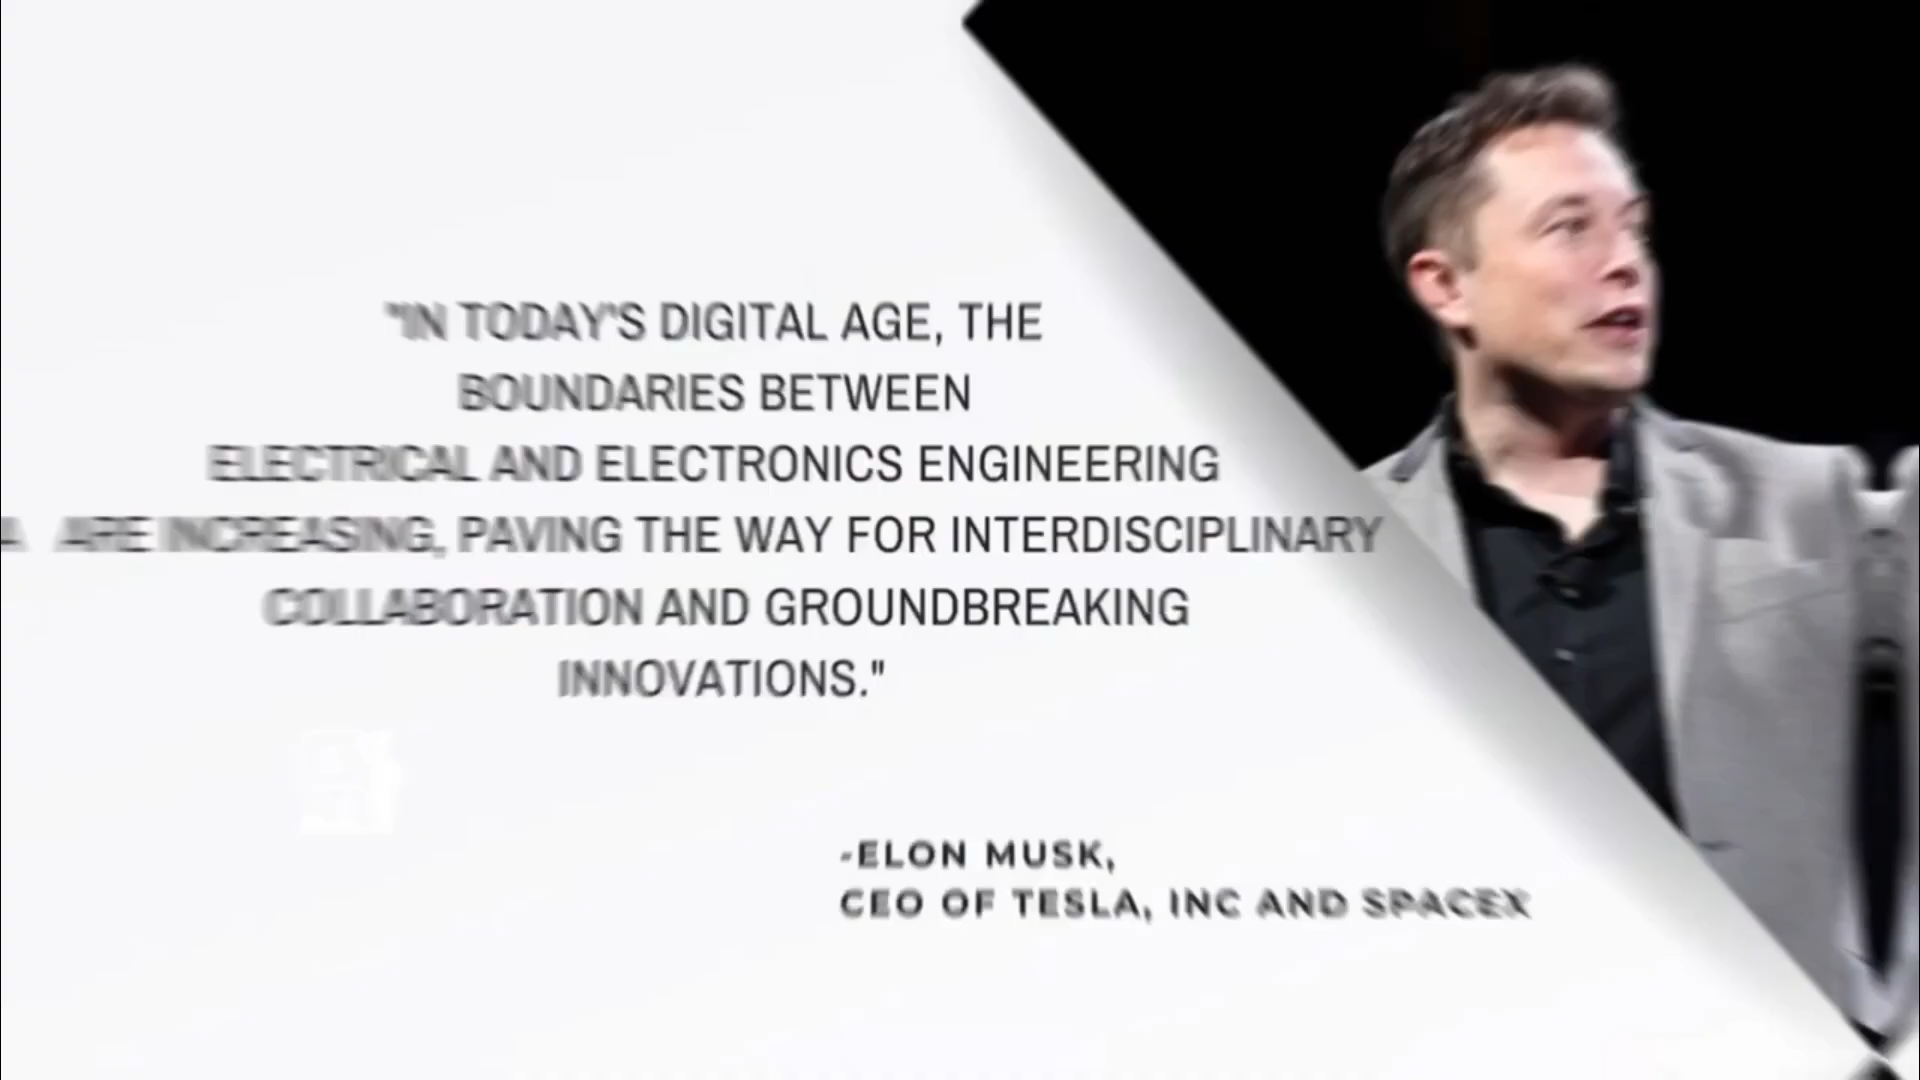 "IN TODAY'S DIGITAL AGE, THE
BOUNDARIES BETWEEN
ELECTRICAL AND ELECTRONICS ENGINEERING
A ARE INCREASING, PAVING THE WAY FOR INTERDISCIPLINARY
COLLABORATION AND GROUNDBREAKING
INNOVATIONS."
-ELON MUSK,
CEO OF TESLA, INC AND SPACEX